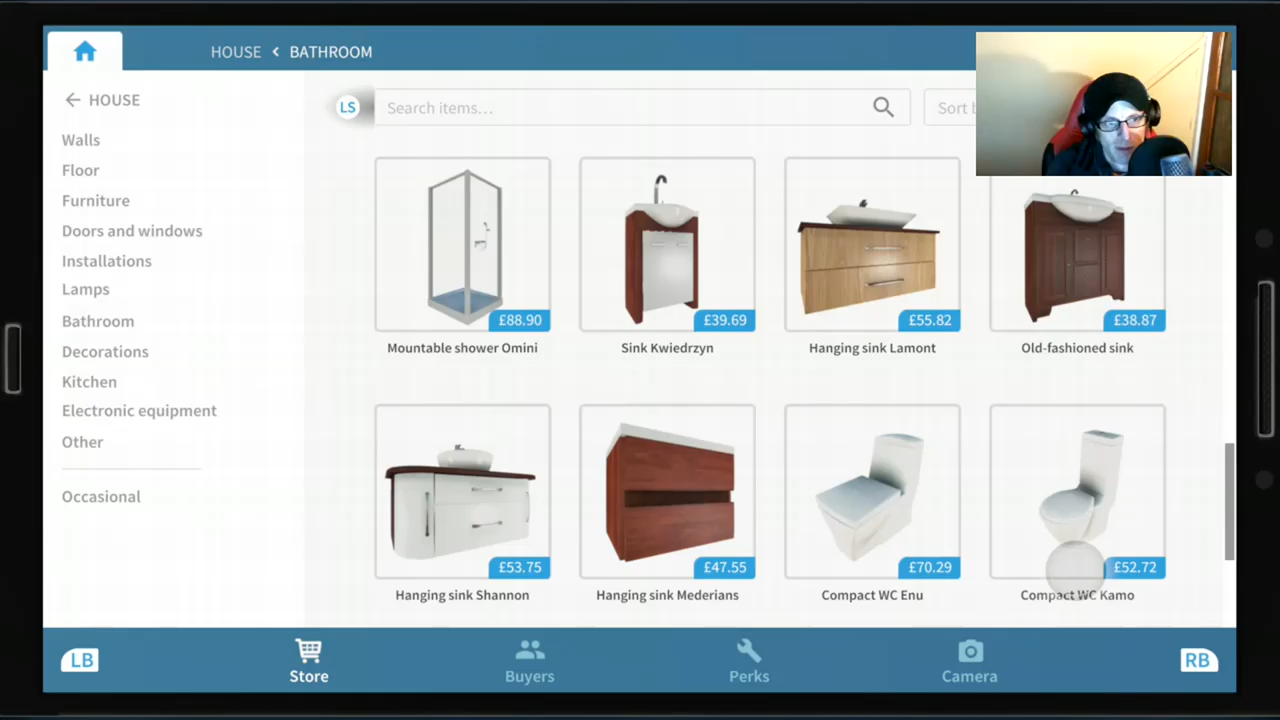 HOUSE < BATHROOM
HOUSE
Walls
Floor
Furniture
Doors and windows
Installations
Lamps
Bathroom
Decorations
Kitchen
Electronic equipment
Other
Occasional
LS
Search items...
Sort b
£88.90
Mountable shower Omini
£39.69
Sink Kwiedrzyn
£55.82
Hanging sink Lamont
£38.87
Old-fashioned sink
£53.75
Hanging sink Shannon
£47.55
Hanging sink Mederians
£70.29
Compact WC Enu
£52.72
Compact WC Kamo
LB
Store
Buyers
Perks
Camera
RB